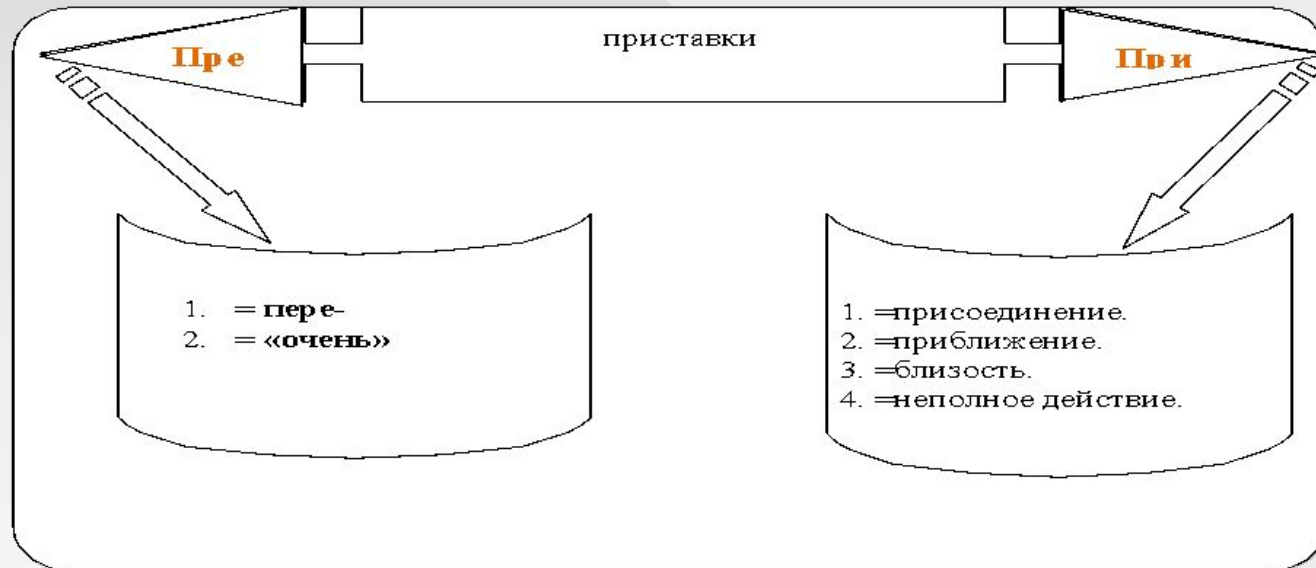 приставки
Пре
При
1. = пере-
2. = «очень»
1. =присоединение.
2. =приближение.
3. =близость.
4. =неполное действие.